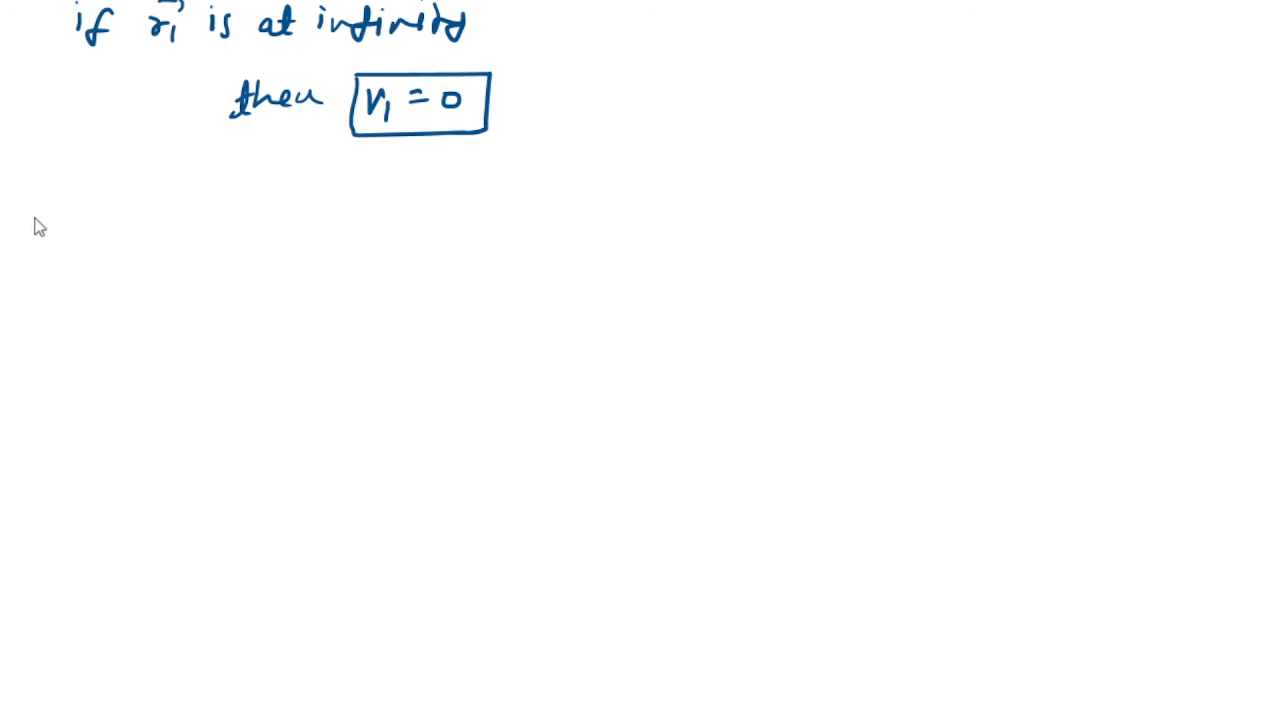 if r₁⃗ is at infinity
then V₁ = 0